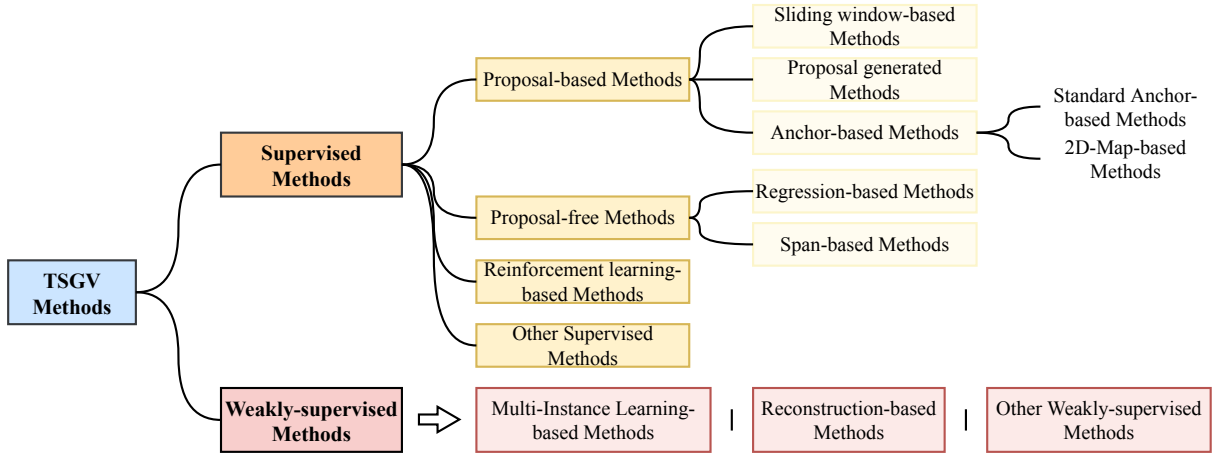 TSGV
Methods
Supervised
Methods
Proposal-based Methods
Sliding window-based
Methods
Proposal generated
Methods
Anchor-based Methods
Standard Anchor-
based Methods
2D-Map-based
Methods
Proposal-free Methods
Regression-based Methods
Span-based Methods
Reinforcement learning-
based Methods
Other Supervised
Methods
Weakly-supervised
Methods
Multi-Instance Learning-
based Methods
Reconstruction-based
Methods
Other Weakly-supervised
Methods